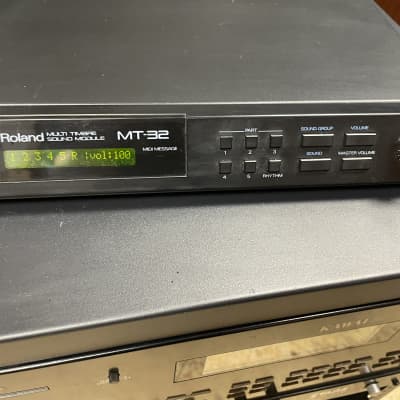 Roland MULTI TIMBRE
SOUND MODULE MT-32
1 2 3 4 5 R |vol:100
MIDI MESSAGE
PART
1 2 3
4 5 RHYTHM
SOUND GROUP VOLUME
SOUND MASTER VOLUME